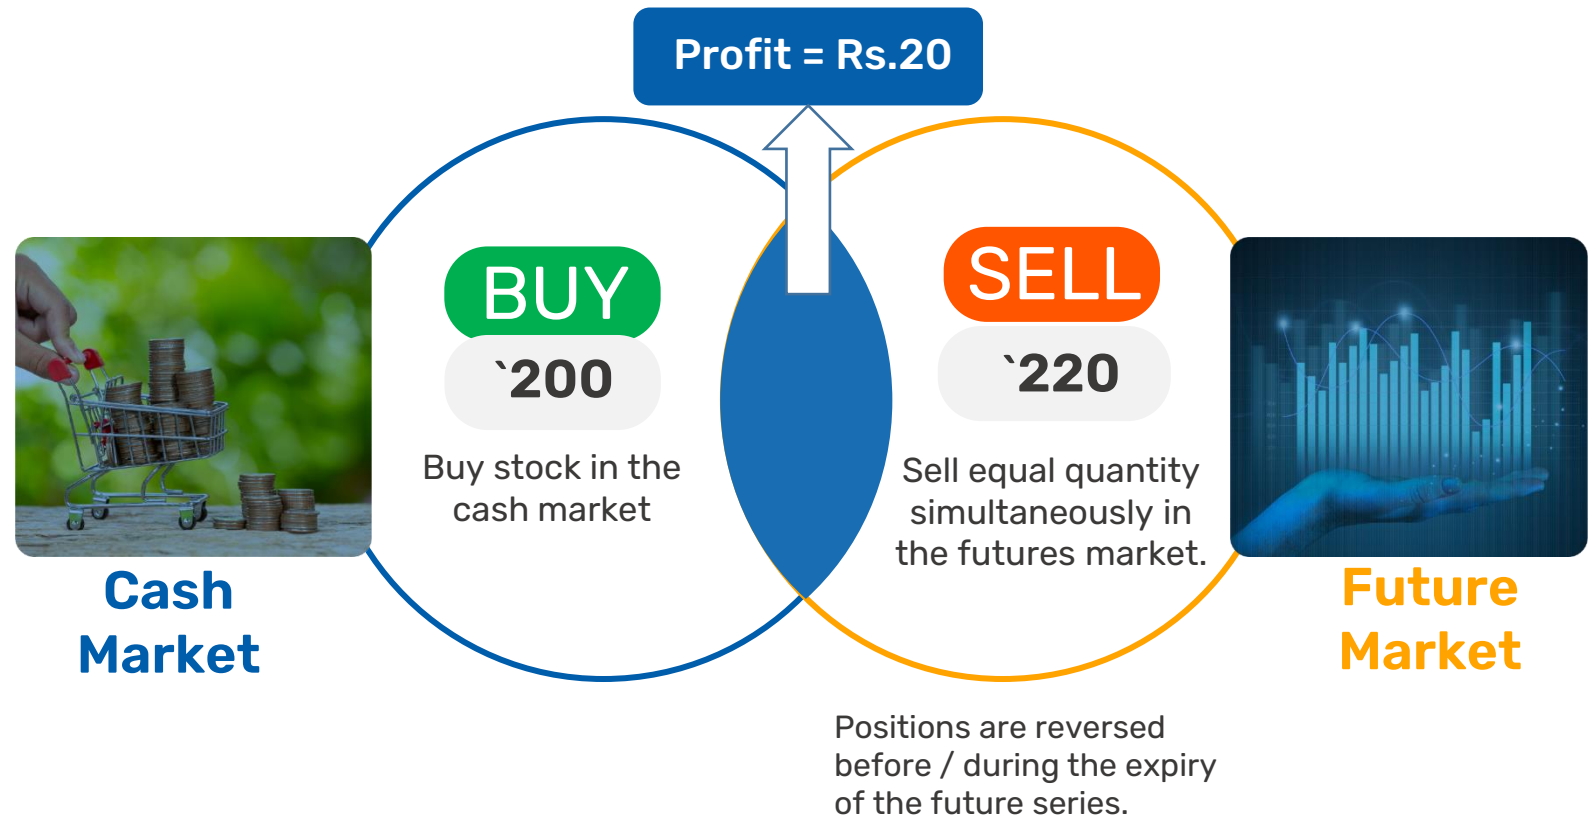 Profit = Rs.20
BUY
`200
Buy stock in the
cash market
SELL
`220
Sell equal quantity
simultaneously in
the futures market.
Cash
Market
Future
Market
Positions are reversed
before / during the expiry
of the future series.